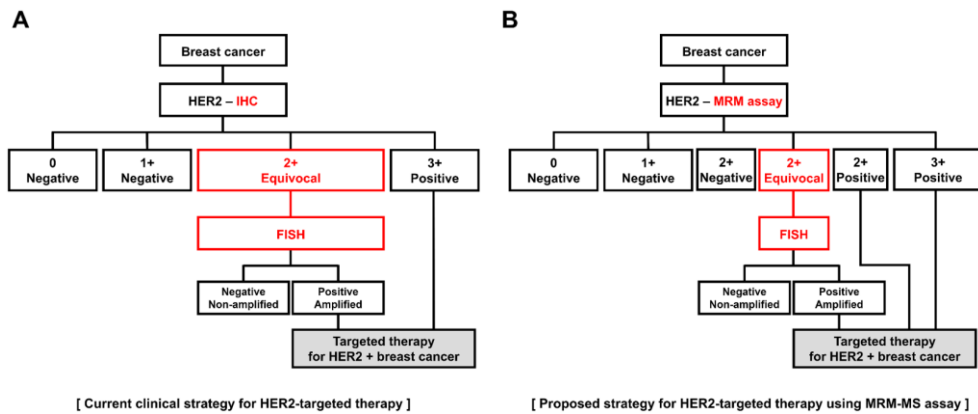 A
Breast cancer
HER2 – IHC
0
Negative
1+
Negative
2+
Equivocal
3+
Positive
FISH
Negative
Non-amplified
Positive
Amplified
Targeted therapy
for HER2 + breast cancer
[ Current clinical strategy for HER2-targeted therapy ]
B
Breast cancer
HER2 – MRM assay
0
Negative
1+
Negative
2+
Negative
2+
Equivocal
2+
Positive
3+
Positive
FISH
Negative
Non-amplified
Positive
Amplified
Targeted therapy
for HER2 + breast cancer
[ Proposed strategy for HER2-targeted therapy using MRM-MS assay ]